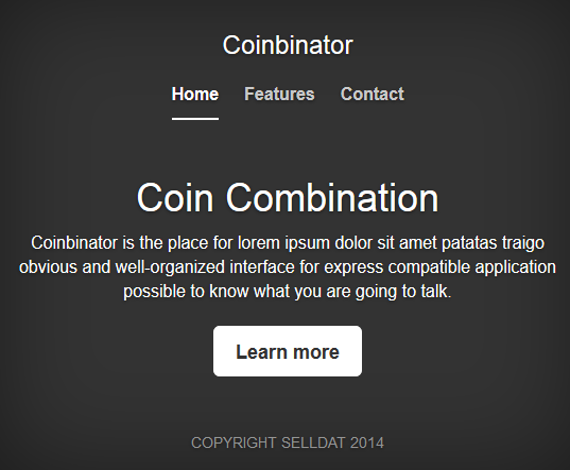 Coinbinator
Home Features Contact
Coin Combination
Coinbinator is the place for lorem ipsum dolor sit amet patatas traigo
obvious and well-organized interface for express compatible application
possible to know what you are going to talk.
Learn more
COPYRIGHT SELLDAT 2014